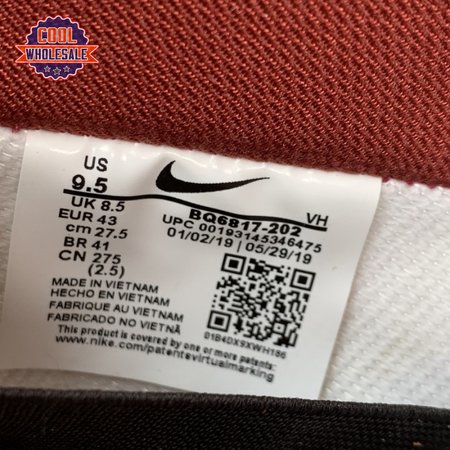 COOL
WHOLESALE
US
9.5
UK 8.5
EUR 43
cm 27.5
BR 41
CN 275
(2.5)
BQ6817-202
VH
UPC 00193145346475
01/02/19 | 05/29/19
MADE IN VIETNAM
HECHO EN VIETNAM
FABRIQUE AU VIETNAM
FABRICADO NO VIETNÃ
01B4DXSXWH186
This product is covered by one or more patents:
www.nike.com/patentsvirtualmarking